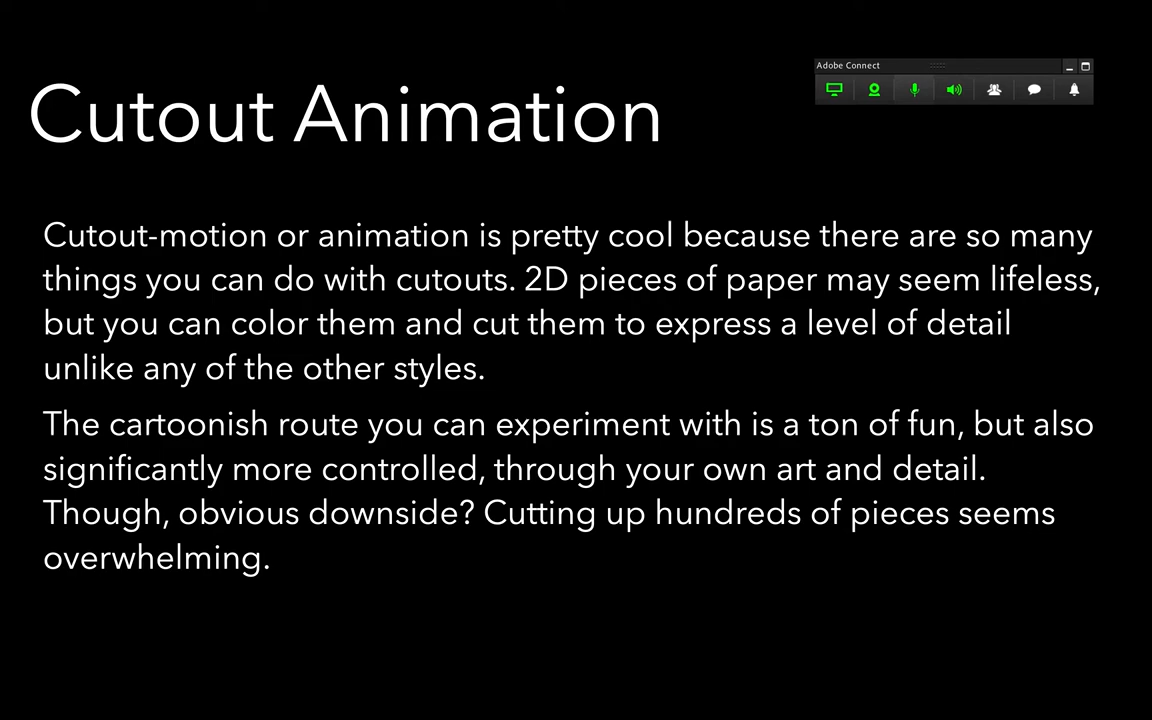 Adobe Connect
Cutout Animation
Cutout-motion or animation is pretty cool because there are so many
things you can do with cutouts. 2D pieces of paper may seem lifeless,
but you can color them and cut them to express a level of detail
unlike any of the other styles.
The cartoonish route you can experiment with is a ton of fun, but also
significantly more controlled, through your own art and detail.
Though, obvious downside? Cutting up hundreds of pieces seems
overwhelming.